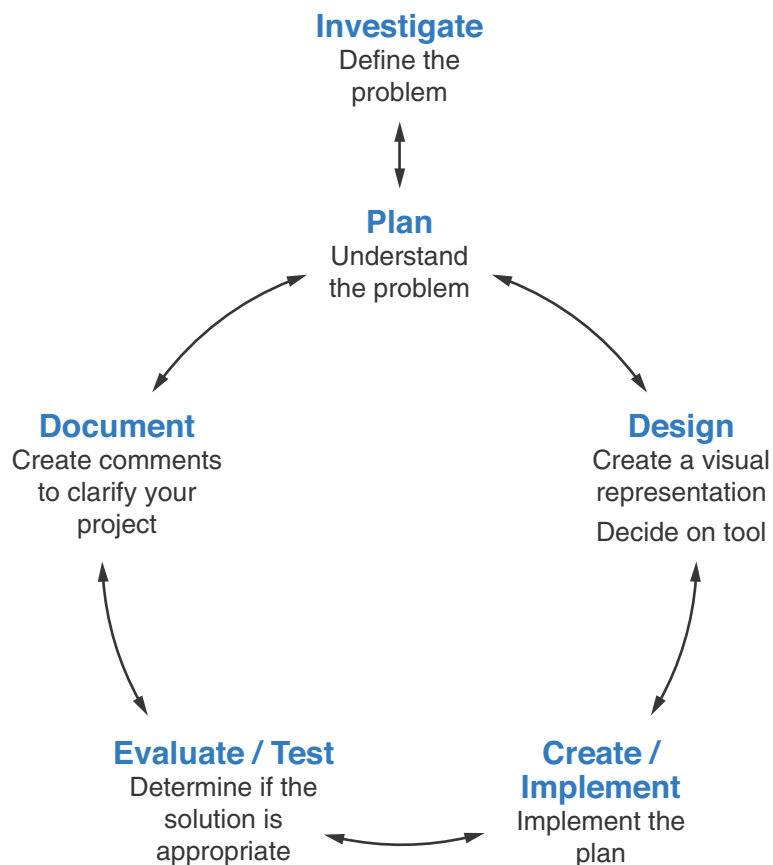 Investigate
Define the
problem
Plan
Understand
the problem
Design
Create a visual
representation
Decide on tool
Create /
Implement
Implement the
plan
Evaluate / Test
Determine if the
solution is
appropriate
Document
Create comments
to clarify your
project